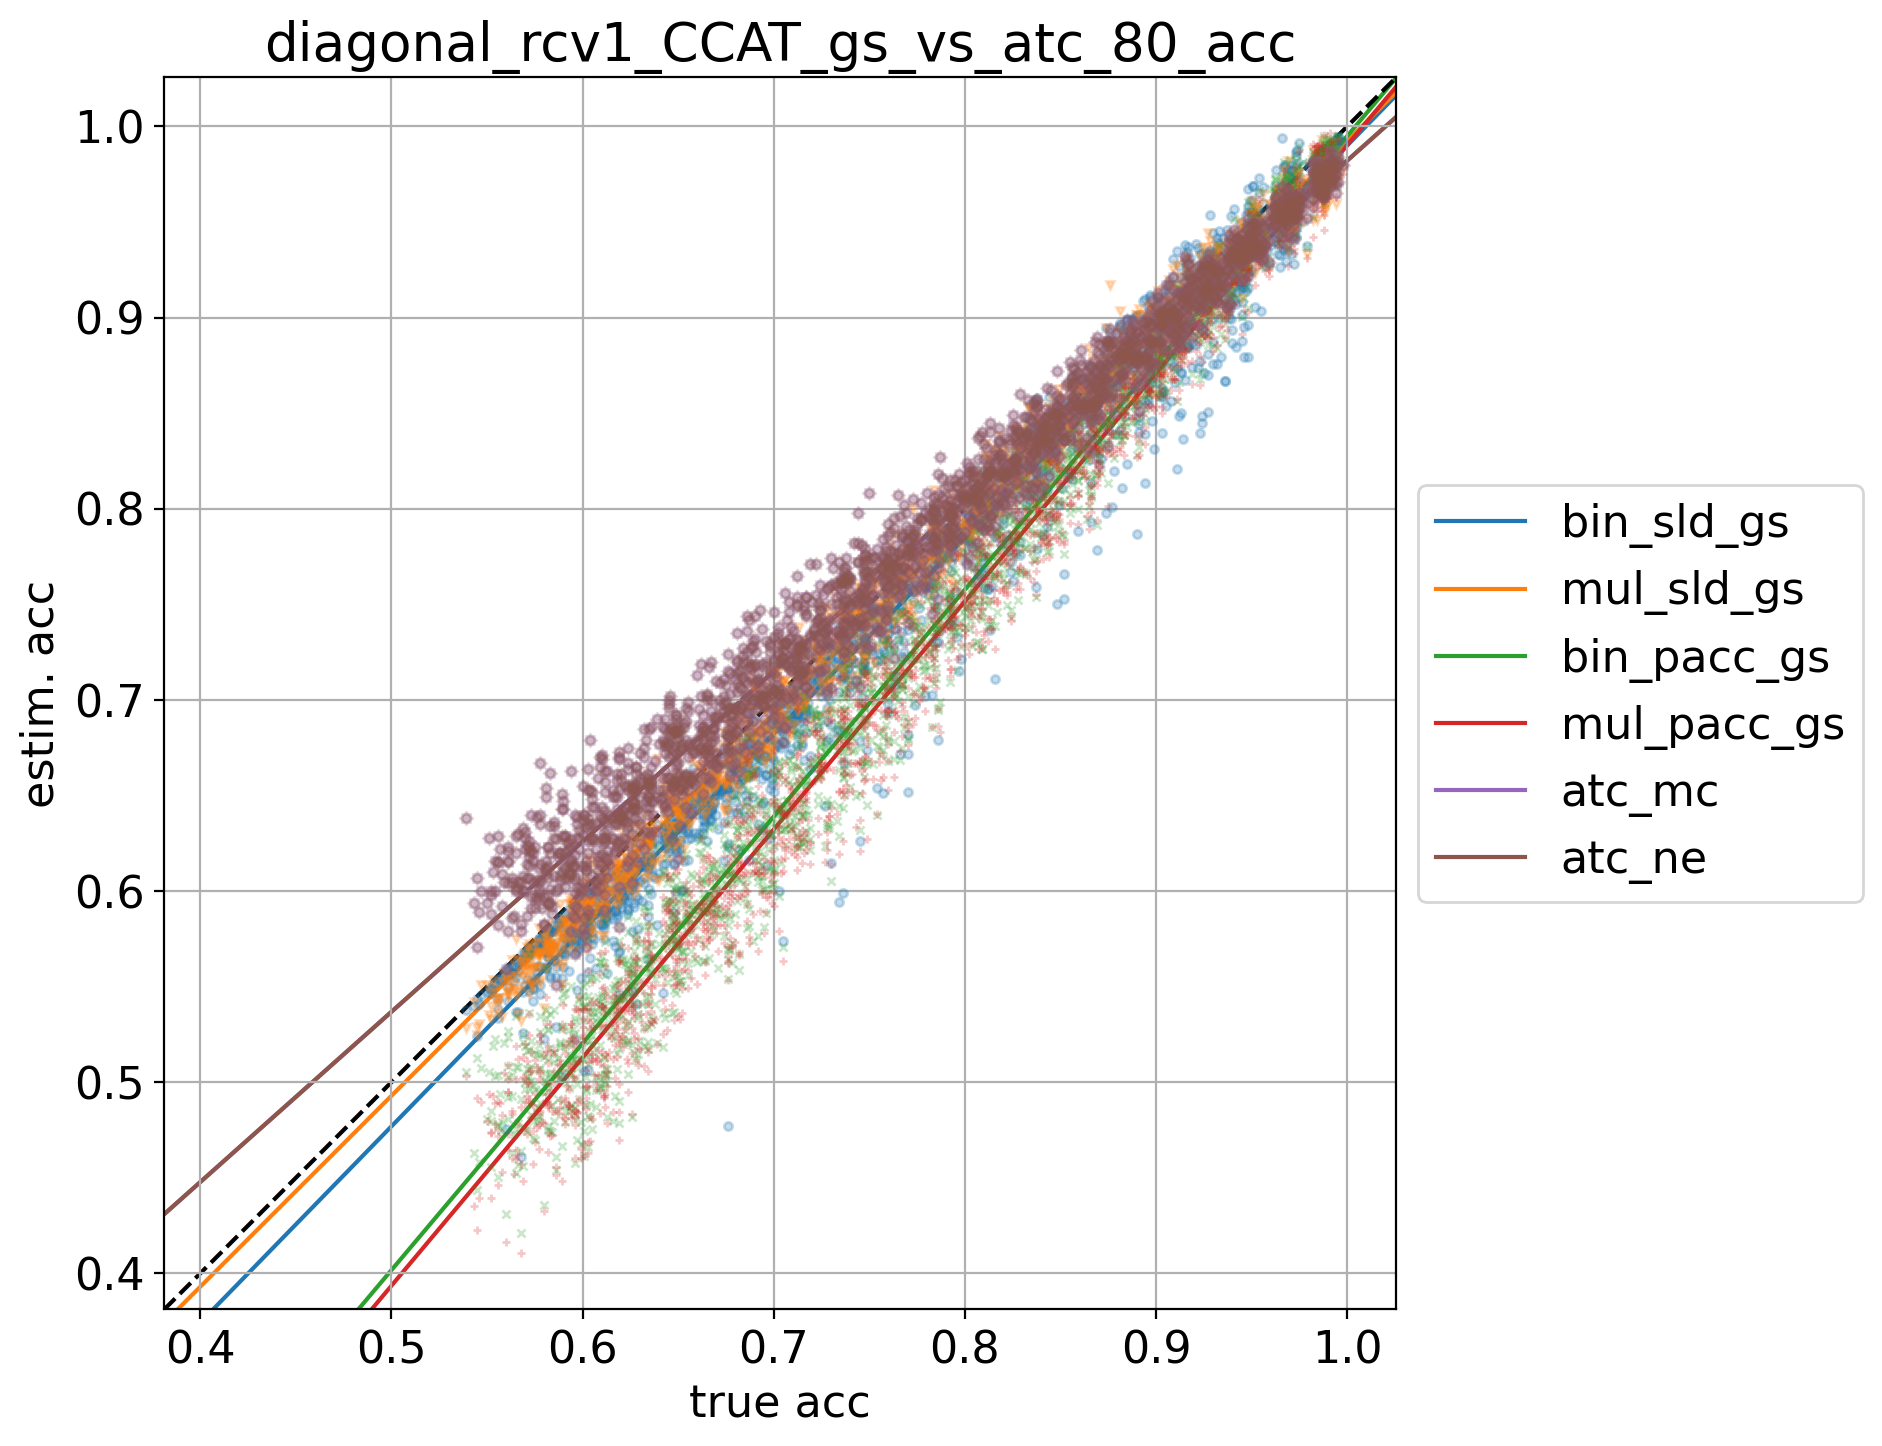 diagonal_rcv1_CCAT_gs_vs_atc_80_acc
1.0
0.9
0.8
0.7
0.6
0.5
0.4
estim. acc
0.4 0.5 0.6 0.7 0.8 0.9 1.0
true acc
bin_sld_gs
mul_sld_gs
bin_pacc_gs
mul_pacc_gs
atc_mc
atc_ne